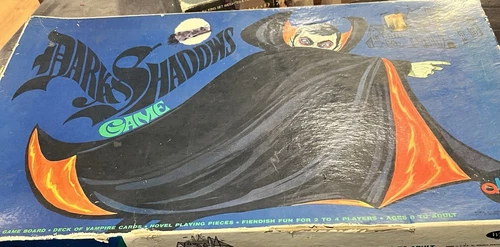 DARK SHADOWS
GAME
GAME BOARD • DECK OF VAMPIRE CARDS • NOVEL PLAYING PIECES • FIENDISH FUN FOR 2 TO 4 PLAYERS • AGES 8 TO ADULT